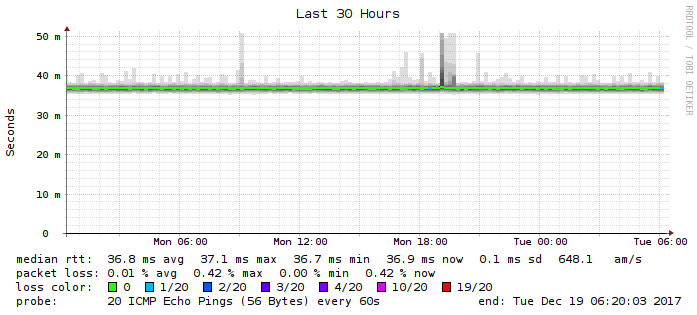 Last 30 Hours
RRDTOOL / TOBI OETIKER
Seconds
50 m
40 m
30 m
20 m
10 m
0
Mon 06:00 Mon 12:00 Mon 18:00 Tue 00:00 Tue 06:00
median rtt: 36.8 ms avg 37.1 ms max 36.7 ms min 36.9 ms now 0.1 ms sd 648.1 am/s
packet loss: 0.01 % avg 0.42 % max 0.00 % min 0.42 % now
loss color: 0 1/20 2/20 3/20 4/20 10/20 19/20
probe: 20 ICMP Echo Pings (56 Bytes) every 60s end: Tue Dec 19 06:20:03 2017